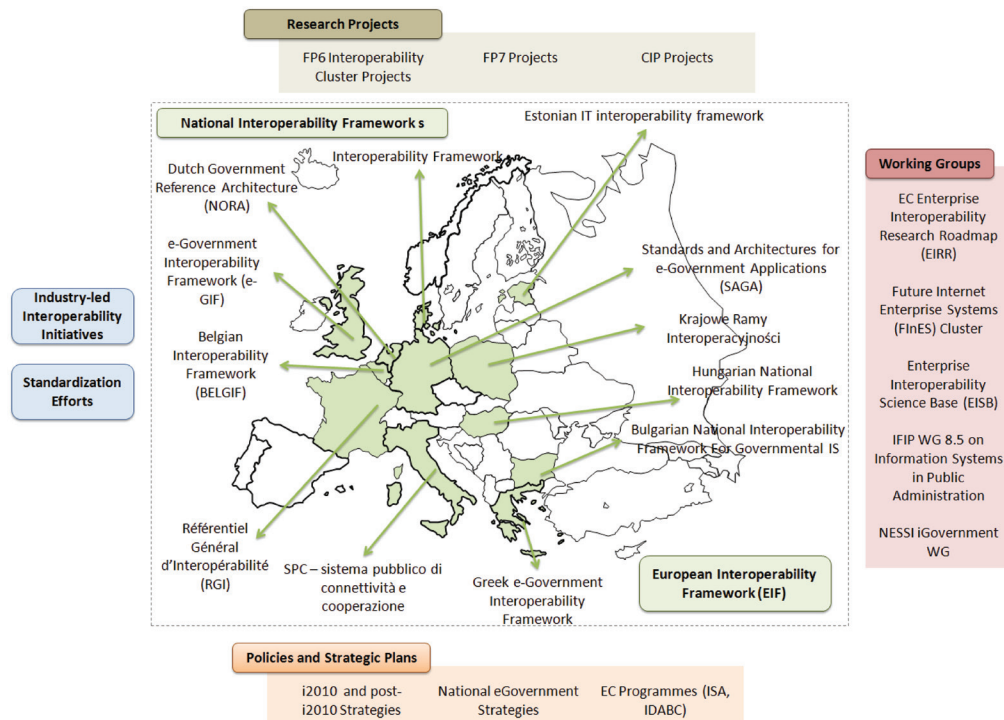 Research Projects
FP6 Interoperability
Cluster Projects
FP7 Projects
CIP Projects
National Interoperability Framework s
Estonian IT interoperability framework
Interoperability Framework
Dutch Government
Reference Architecture
(NORA)
e-Government
Interoperability
Framework (e-
GIF)
Belgian
Interoperability
Framework
(BELGIF)
Standards and Architectures for
e-Government Applications
(SAGA)
Krajowe Ramy
Interoperacyjności
Hungarian National
Interoperability Framework
Bulgarian National Interoperability
Framework For Governmental IS
Référentiel
Général
d'Interopérabilité
(RGI)
SPC – sistema pubblico di
connettività e
cooperazione
Greek e-Government
Interoperability
Framework
European Interoperability
Framework (EIF)
Industry-led
Interoperability
Initiatives
Standardization
Efforts
Working Groups
EC Enterprise
Interoperability
Research Roadmap
(EIRR)
Future Internet
Enterprise Systems
(FInES) Cluster
Enterprise
Interoperability
Science Base (EISB)
IFIP WG 8.5 on
Information Systems
in Public
Administration
NESSI iGovernment
WG
Policies and Strategic Plans
i2010 and post-
i2010 Strategies
National eGovernment
Strategies
EC Programmes (ISA,
IDABC)